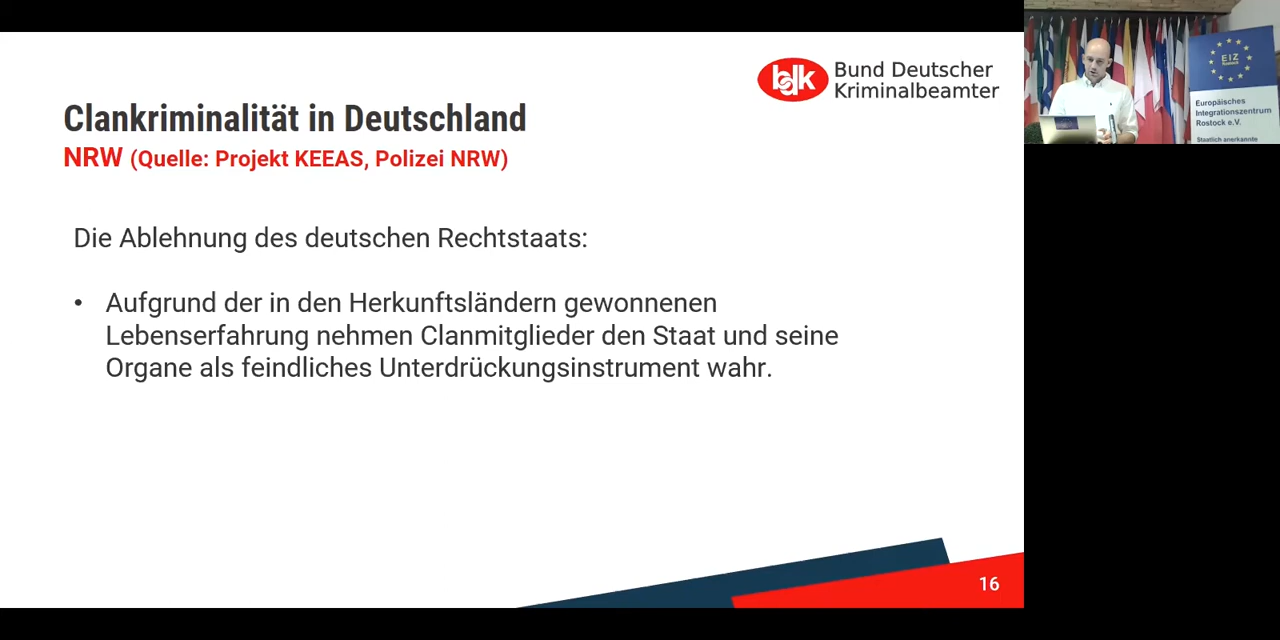 bdk Bund Deutscher
Kriminalbeamter
Clankriminalität in Deutschland
NRW (Quelle: Projekt KEEAS, Polizei NRW)
Die Ablehnung des deutschen Rechtstaats:
• Aufgrund der in den Herkunftsländern gewonnenen
Lebenserfahrung nehmen Clanmitglieder den Staat und seine
Organe als feindliches Unterdrückungsinstrument wahr.
16
EIZ
Europäisches
Integrationszentrum
Rostock e.V.
Staatlich anerkannte